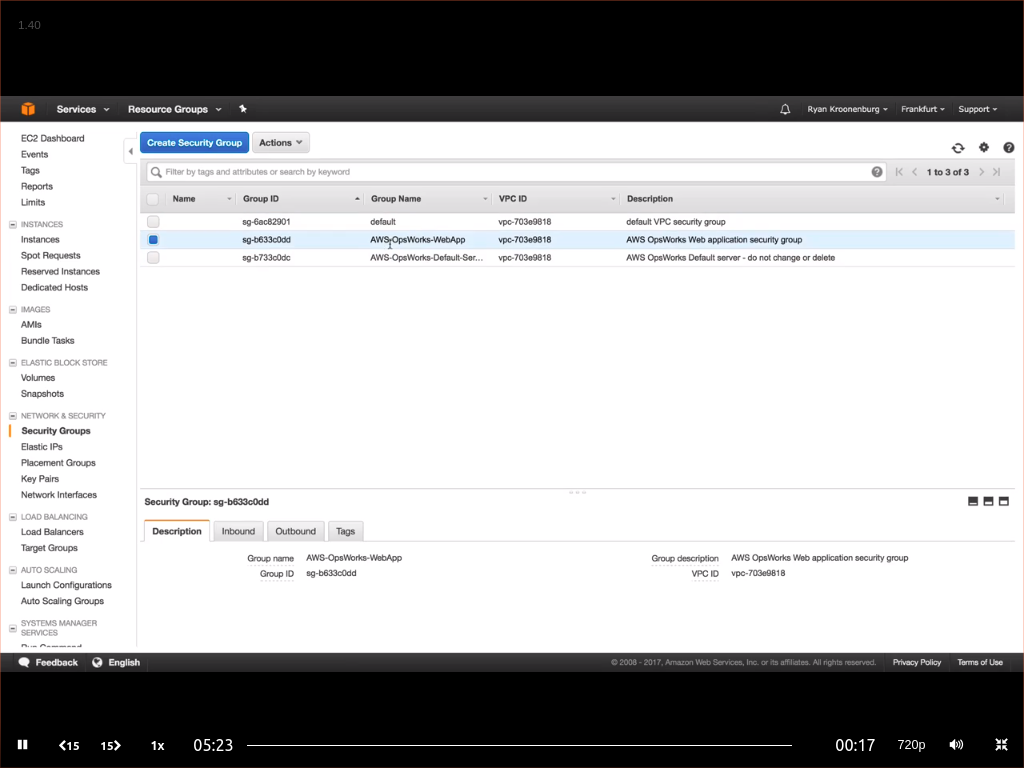 1.40
Services Resource Groups Ryan Kroonenburg Frankfurt Support
EC2 Dashboard
Events
Tags
Reports
Limits
INSTANCES
Instances
Spot Requests
Reserved Instances
Dedicated Hosts
IMAGES
AMIs
Bundle Tasks
ELASTIC BLOCK STORE
Volumes
Snapshots
NETWORK & SECURITY
Security Groups
Elastic IPs
Placement Groups
Key Pairs
Network Interfaces
LOAD BALANCING
Load Balancers
Target Groups
AUTO SCALING
Launch Configurations
Auto Scaling Groups
SYSTEMS MANAGER
SERVICES
Create Security Group Actions
Filter by tags and attributes or search by keyword 1 to 3 of 3
Name Group ID Group Name VPC ID Description
sg-6ac82901 default vpc-703e9818 default VPC security group
sg-b633c0dd AWS-OpsWorks-WebApp vpc-703e9818 AWS OpsWorks Web application security group
sg-b733c0dc AWS-OpsWorks-Default-Ser... vpc-703e9818 AWS OpsWorks Default server - do not change or delete
Security Group: sg-b633c0dd
Description Inbound Outbound Tags
Group name AWS-OpsWorks-WebApp Group description AWS OpsWorks Web application security group
Group ID sg-b633c0dd VPC ID vpc-703e9818
Feedback English © 2008 - 2017, Amazon Web Services, Inc. or its affiliates. All rights reserved. Privacy Policy Terms of Use
15 15 1x 05:23 00:17 720p